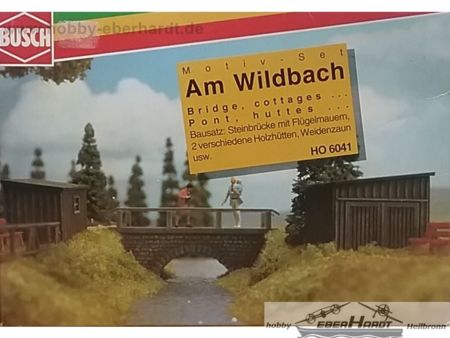 BUSCH
hobby-eberhardt.de
Motiv-Set
Am Wildbach
Bridge, cottages ...
Pont, huttes ...
Bausatz: Steinbrücke mit Flügelmauern,
2 verschiedene Holzhütten, Weidenzaun
usw.
HO 6041
hobby EBERHARDT Heilbronn